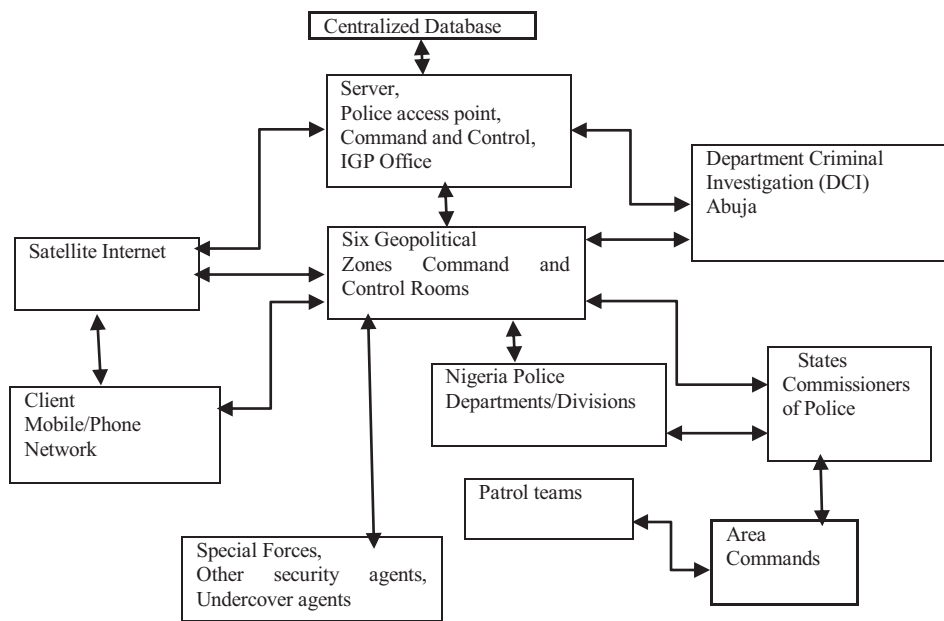 Centralized Database
Server,
Police access point,
Command and Control,
IGP Office
Department Criminal
Investigation (DCI)
Abuja
Satellite Internet
Six Geopolitical
Zones Command and
Control Rooms
Client
Mobile/Phone
Network
Nigeria Police
Departments/Divisions
States
Commissioners
of Police
Patrol teams
Area
Commands
Special Forces,
Other security agents,
Undercover agents